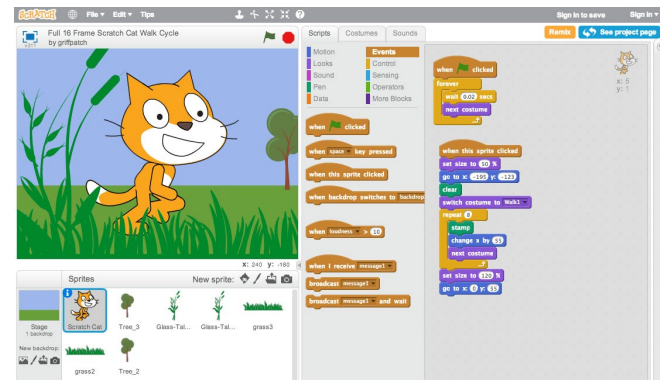 SCRATCH File Edit Tips Sign in to save Sign in
Full 16 Frame Scratch Cat Walk Cycle
by griffpatch
Scripts Costumes Sounds
Remix See project page
Motion Events
Looks Control
Sound Sensing
Pen Operators
Data More Blocks
when clicked
when space key pressed
when this sprite clicked
when backdrop switches to backdrop
when loudness > 10
when I receive message1
broadcast message1
broadcast message1 and wait
when clicked
forever
wait 0.02 secs
next costume
when this sprite clicked
set size to 50 %
go to x: -195 y: -123
clear
switch costume to Walk1
repeat 8
stamp
change x by 55
next costume
set size to 120 %
go to x: 0 y: 35
x: 5
y: 1
x: 240 y: -180
Sprites New sprite:
Stage
1 backdrop
New backdrop:
Scratch Cat
Tree_3
Glass-Tal...
Glass-Tal...
grass3
grass2
Tree_2